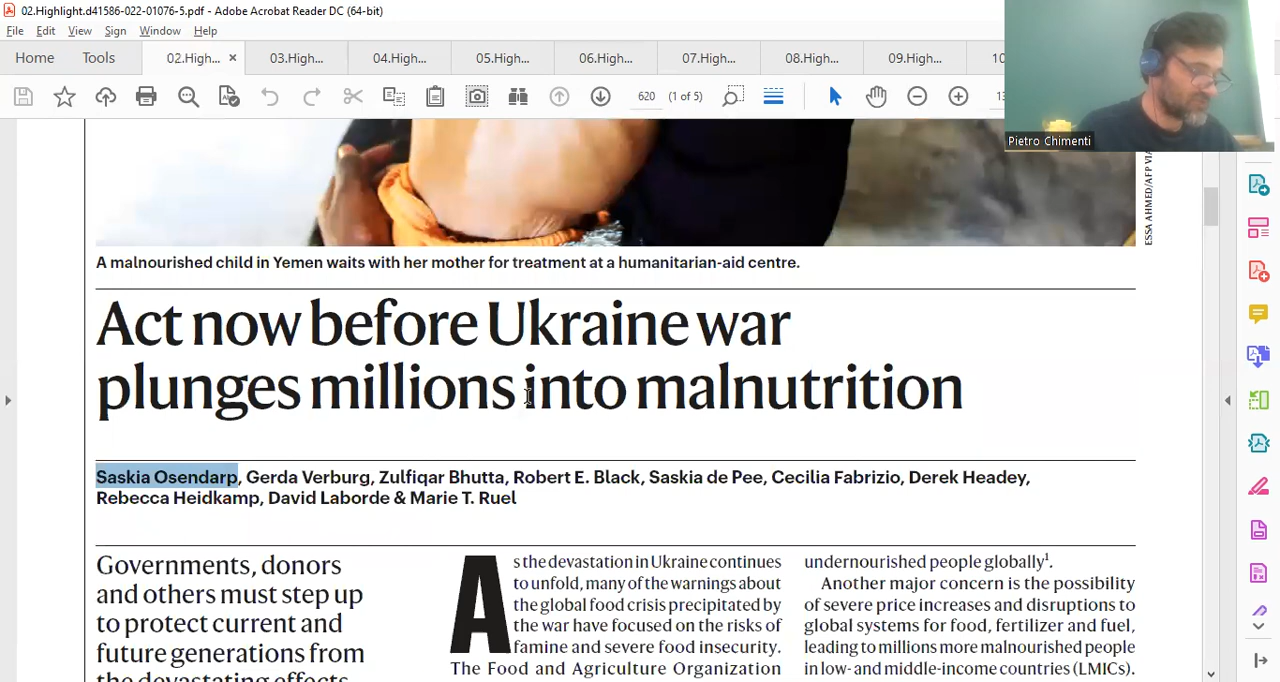 02.Highlight.d41586-022-01076-5.pdf - Adobe Acrobat Reader DC (64-bit)
File Edit View Sign Window Help
Home Tools 02.High... × 03.High... 04.High... 05.High... 06.High... 07.High... 08.High... 09.High... 10
620 (1 of 5)
Pietro Chimenti
ESSA AHMED/AFP VIA
A malnourished child in Yemen waits with her mother for treatment at a humanitarian-aid centre.
Act now before Ukraine war
plunges millions into malnutrition
Saskia Osendarp, Gerda Verburg, Zulfiqar Bhutta, Robert E. Black, Saskia de Pee, Cecilia Fabrizio, Derek Headey,
Rebecca Heidkamp, David Laborde & Marie T. Ruel
Governments, donors
and others must step up
to protect current and
future generations from
the devastating effects
As the devastation in Ukraine continues
to unfold, many of the warnings about
the global food crisis precipitated by
the war have focused on the risks of
famine and severe food insecurity.
The Food and Agriculture Organization
undernourished people globally¹.
Another major concern is the possibility
of severe price increases and disruptions to
global systems for food, fertilizer and fuel,
leading to millions more malnourished people
in low- and middle-income countries (LMICs).